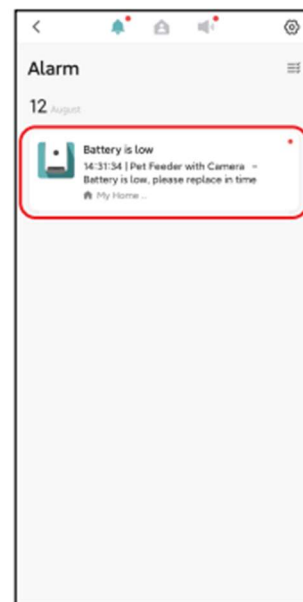 Alarm
12 August
Battery is low
14:31:34 | Pet Feeder with Camera -
Battery is low, please replace in time
My Home ..